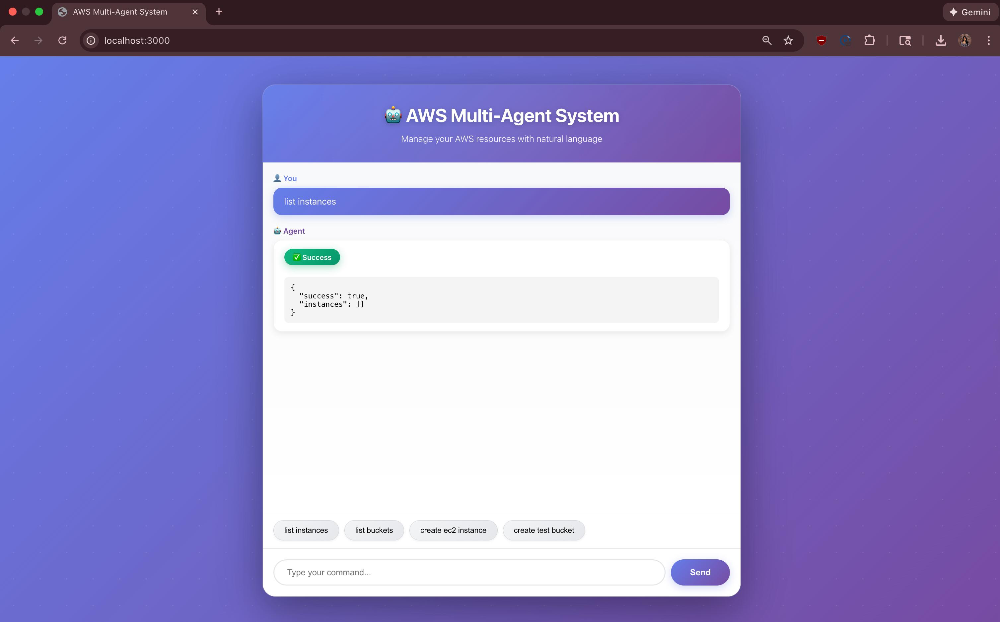 AWS Multi-Agent System
Gemini
localhost:3000
🤖 AWS Multi-Agent System
Manage your AWS resources with natural language
👤 You
list instances
🤖 Agent
✅ Success
{
  "success": true,
  "instances": []
}
list instances
list buckets
create ec2 instance
create test bucket
Type your command...
Send